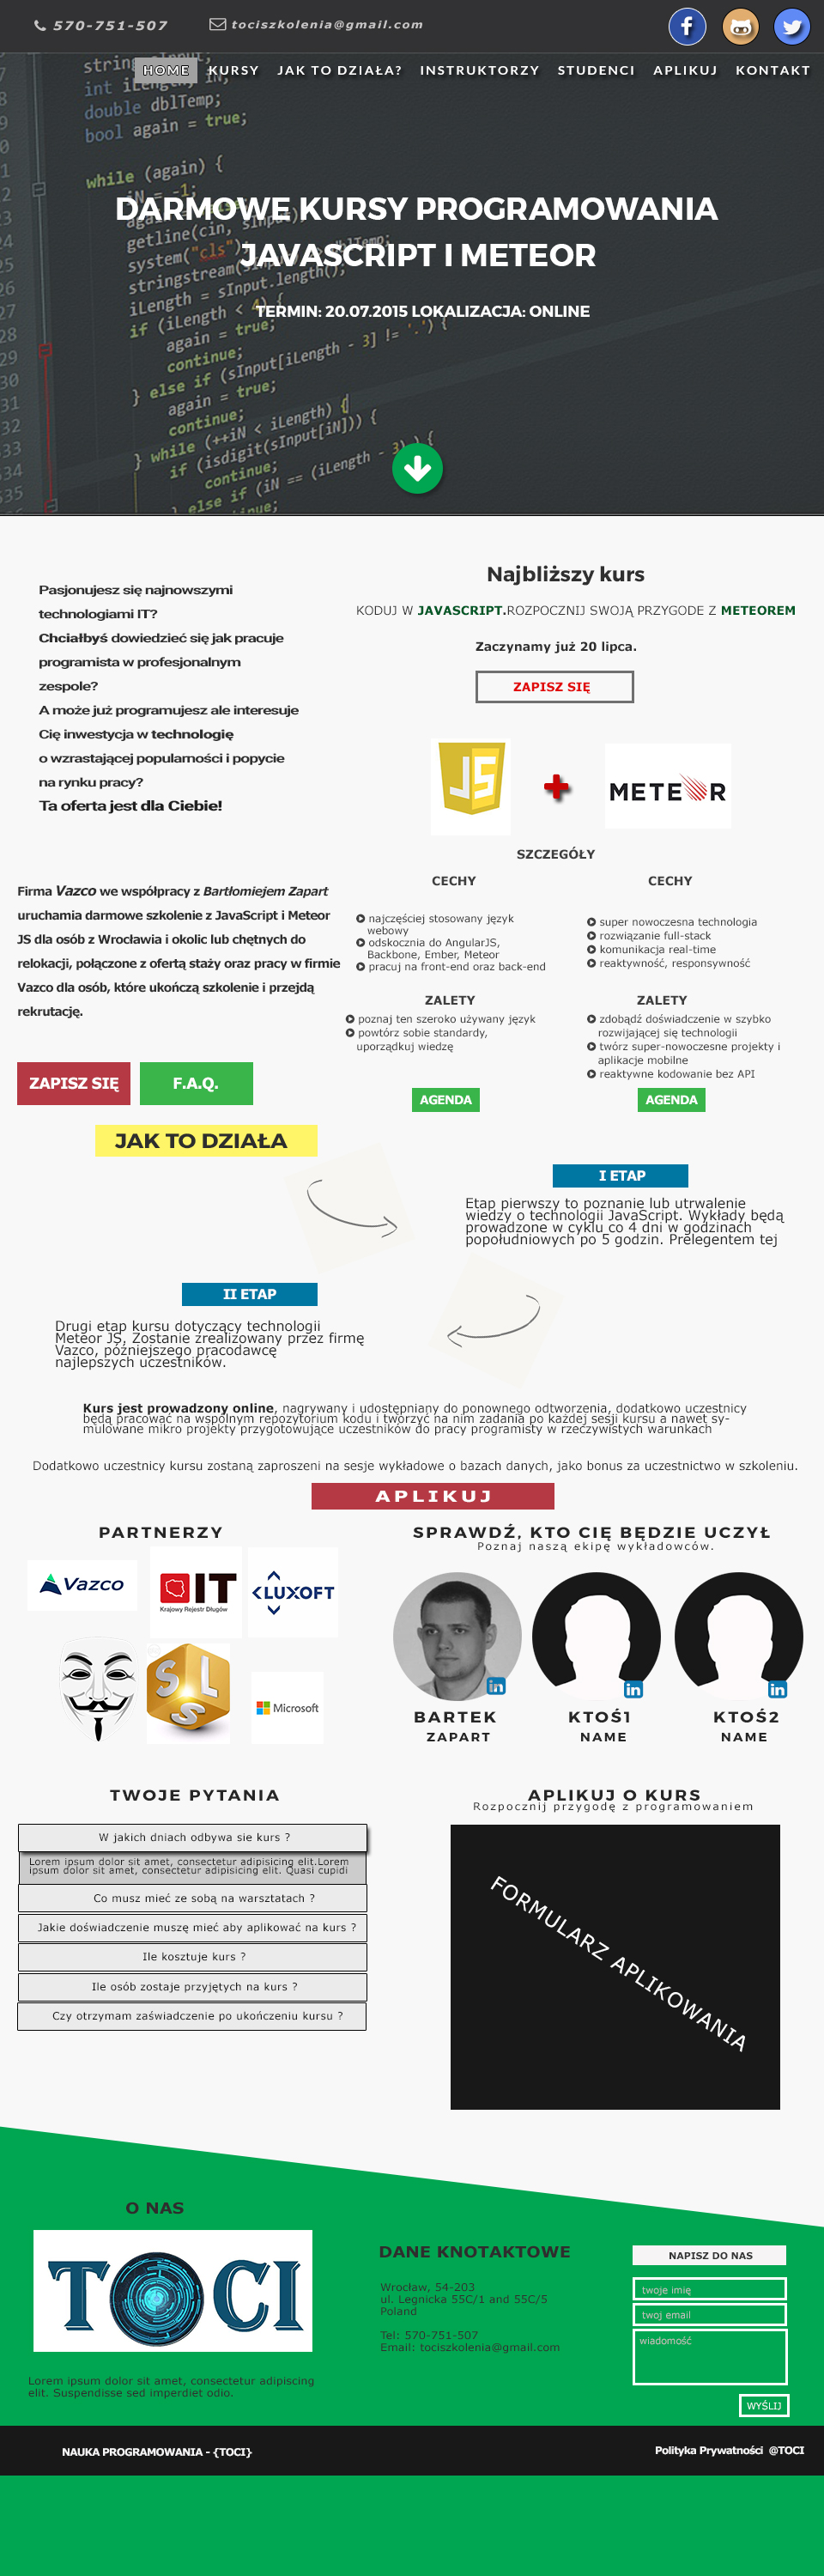 570-751-507
tociszkolenia@gmail.com
HOME KURSY JAK TO DZIAŁA? INSTRUKTORZY STUDENCI APLIKUJ KONTAKT
DARMOWE KURSY PROGRAMOWANIA
JAVASCRIPT I METEOR
TERMIN: 20.07.2015 LOKALIZACJA: ONLINE
while (again) {
getline(cin, sInput);
system("cls");
again = true;
continue;
Pasjonujesz się najnowszymi
technologiami IT?
Chciałbyś dowiedzieć się jak pracuje
programista w profesjonalnym
zespole?
A może już programujesz ale interesuje
Cię inwestycja w technologię
o wzrastającej popularności i popycie
na rynku pracy?
Ta oferta jest dla Ciebie!
Firma Vazco we współpracy z Bartłomiejem Zapart
uruchamia darmowe szkolenie z JavaScript i Meteor
JS dla osób z Wrocławia i okolic lub chętnych do
relokacji, połączone z ofertą staży oraz pracy w firmie
Vazco dla osób, które ukończą szkolenie i przejdą
rekrutację.
ZAPISZ SIĘ
F.A.Q.
Najbliższy kurs
KODUJ W JAVASCRIPT.ROZPOCZNIJ SWOJĄ PRZYGODE Z METEOREM
Zaczynamy już 20 lipca.
ZAPISZ SIĘ
JS
METEOR
SZCZEGÓŁY
CECHY
najczęściej stosowany język
webowy
odskocznia do AngularJS,
Backbone, Ember, Meteor
pracuj na front-end oraz back-end
ZALETY
poznaj ten szeroko używany język
powtórz sobie standardy,
uporządkuj wiedzę
AGENDA
CECHY
super nowoczesna technologia
rozwiązanie full-stack
komunikacja real-time
reaktywność, responsywność
ZALETY
zdobądź doświadczenie w szybko
rozwijającej się technologii
twórz super-nowoczesne projekty i
aplikacje mobilne
reaktywne kodowanie bez API
AGENDA
JAK TO DZIAŁA
I ETAP
Etap pierwszy to poznanie lub utrwalenie
wiedzy o technologii JavaScript. Wykłady będą
prowadzone w cyklu co 4 dni w godzinach
popołudniowych po 5 godzin. Prelegentem tej
II ETAP
Drugi etap kursu dotyczący technologii
Meteor JS, Zostanie zrealizowany przez firmę
Vazco, późniejszego pracodawcę
najlepszych uczestników.
Kurs jest prowadzony online, nagrywany i udostępniany do ponownego odtworzenia, dodatkowo uczestnicy
będą pracować na wspólnym repozytorium kodu i tworzyć na nim zadania po każdej sesji kursu a nawet sy-
mulowane mikro projekty przygotowujące uczestników do pracy programisty w rzeczywistych warunkach
Dodatkowo uczestnicy kursu zostaną zaproszeni na sesje wykładowe o bazach danych, jako bonus za uczestnictwo w szkoleniu.
APLIKUJ
PARTNERZY
Vazco
IT
Krajowy Rejestr Długów
LUXOFT
SLS
Microsoft
SPRAWDŹ, KTO CIĘ BĘDZIE UCZYŁ
Poznaj naszą ekipę wykładowców.
in
in
in
BARTEK
ZAPART
KTOŚ1
NAME
KTOŚ2
NAME
TWOJE PYTANIA
W jakich dniach odbywa sie kurs ?
Lorem ipsum dolor sit amet, consectetur adipisicing elit.Lorem
ipsum dolor sit amet, consectetur adipisicing elit. Quasi cupidi
Co musz mieć ze sobą na warsztatach ?
Jakie doświadczenie muszę mieć aby aplikować na kurs ?
Ile kosztuje kurs ?
Ile osób zostaje przyjętych na kurs ?
Czy otrzymam zaświadczenie po ukończeniu kursu ?
APLIKUJ O KURS
Rozpocznij przygodę z programowaniem
FORMULARZ APLIKOWANIA
O NAS
TOCI
Lorem ipsum dolor sit amet, consectetur adipiscing
elit. Suspendisse sed imperdiet odio.
DANE KNOTAKTOWE
Wrocław, 54-203
ul. Legnicka 55C/1 and 55C/5
Poland
Tel: 570-751-507
Email: tociszkolenia@gmail.com
NAPISZ DO NAS
twoje imię
twoj email
wiadomość
WYŚLIJ
NAUKA PROGRAMOWANIA - {TOCI}
Polityka Prywatności @TOCI